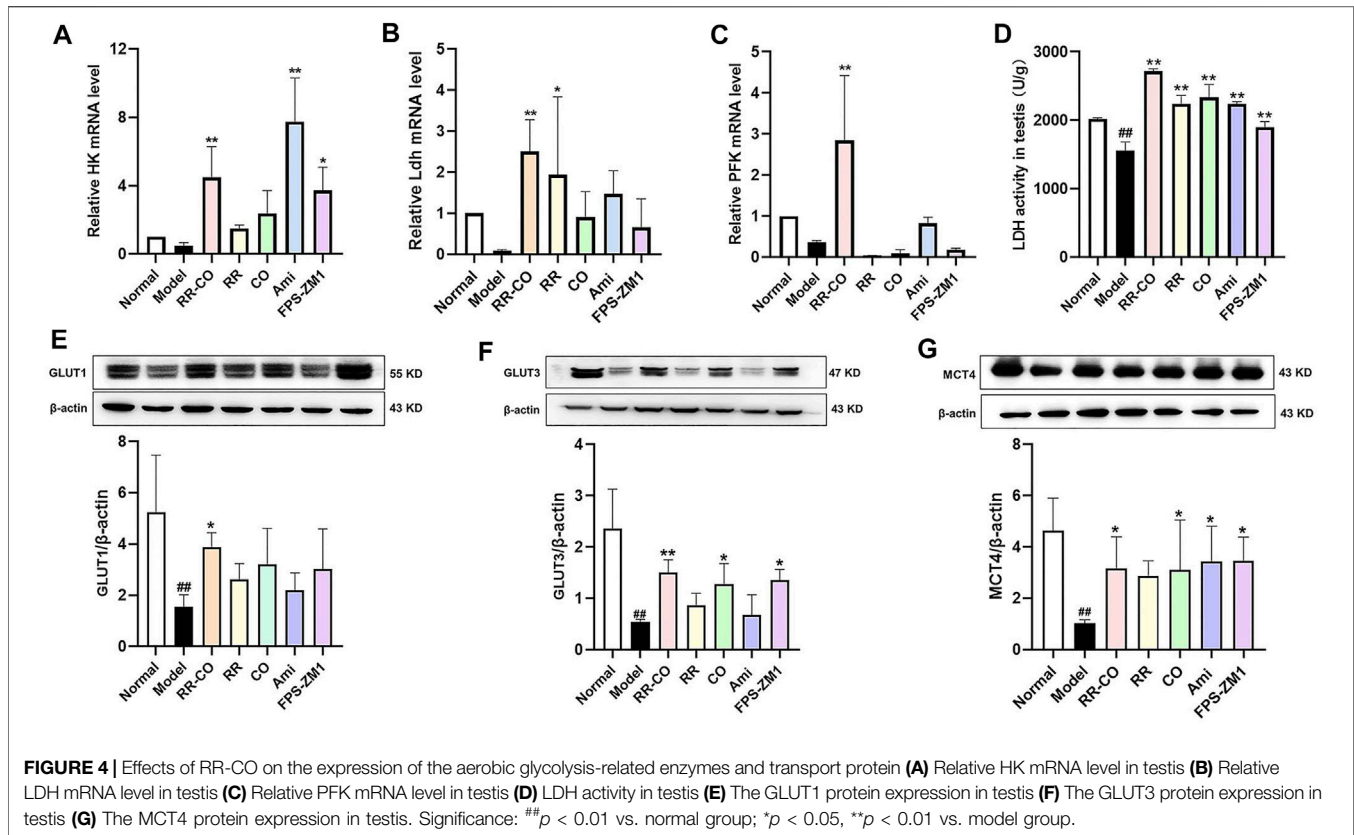 A
Relative HK mRNA level
12
8
4
0
**
**
*
Normal
Model
RR-CO
RR
CO
Ami
FPS-ZM1
B
Relative Ldh mRNA level
5
4
3
2
1
0
**
*
Normal
Model
RR-CO
RR
CO
Ami
FPS-ZM1
C
Relative PFK mRNA level
5
4
3
2
1
0
**
Normal
Model
RR-CO
RR
CO
Ami
FPS-ZM1
D
LDH activity in testis (U/g)
3000
2000
1000
0
##
**
**
**
**
**
Normal
Model
RR-CO
RR
CO
Ami
FPS-ZM1
E
GLUT1
55 KD
β-actin
43 KD
GLUT1/β-actin
8
6
4
2
0
##
*
Normal
Model
RR-CO
RR
CO
Ami
FPS-ZM1
F
GLUT3
47 KD
β-actin
43 KD
GLUT3/β-actin
4
3
2
1
0
##
**
*
*
Normal
Model
RR-CO
RR
CO
Ami
FPS-ZM1
G
MCT4
43 KD
β-actin
43 KD
MCT4/β-actin
8
6
4
2
0
##
*
*
*
*
Normal
Model
RR-CO
RR
CO
Ami
FPS-ZM1
FIGURE 4 | Effects of RR-CO on the expression of the aerobic glycolysis-related enzymes and transport protein (A) Relative HK mRNA level in testis (B) Relative
LDH mRNA level in testis (C) Relative PFK mRNA level in testis (D) LDH activity in testis (E) The GLUT1 protein expression in testis (F) The GLUT3 protein expression in
testis (G) The MCT4 protein expression in testis. Significance: ##p < 0.01 vs. normal group; *p < 0.05, **p < 0.01 vs. model group.